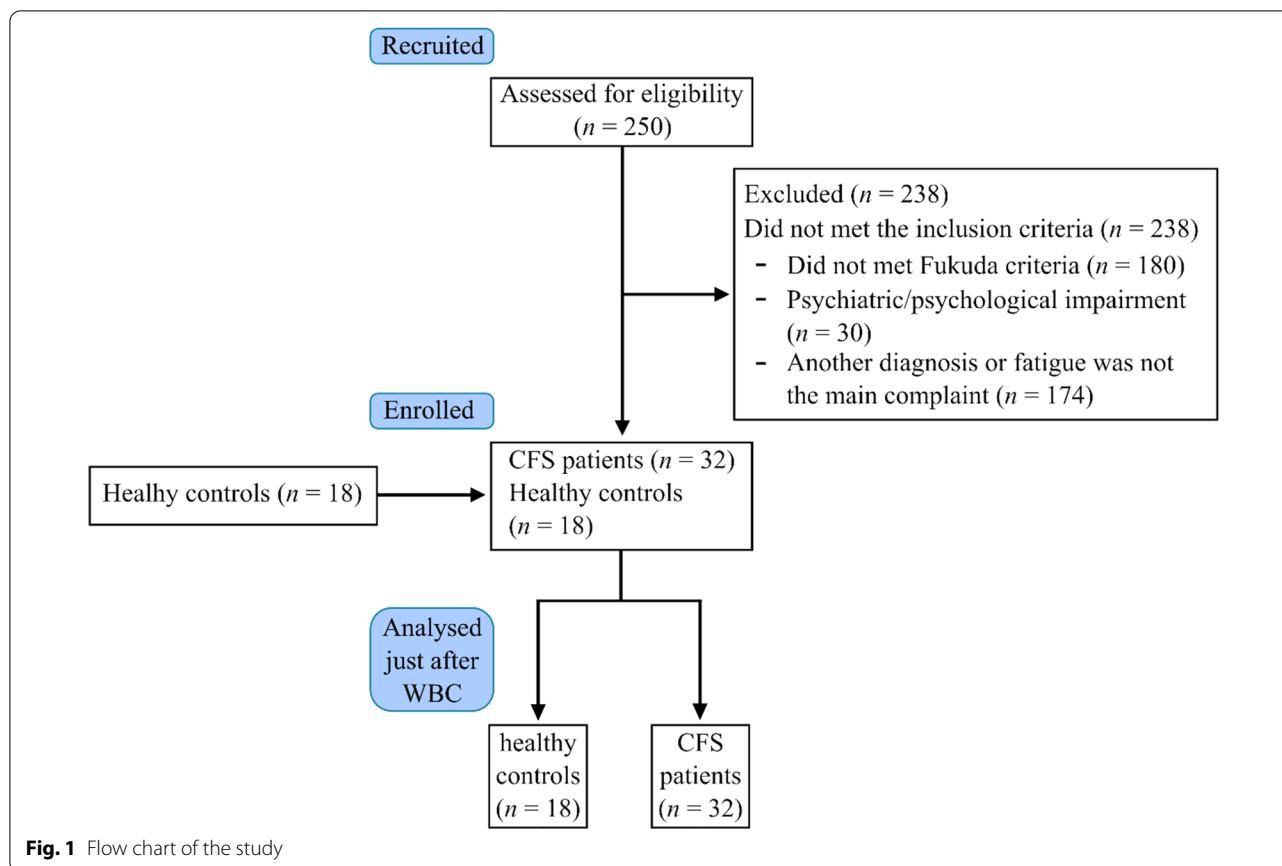 Recruited
Assessed for eligibility
(n = 250)
Excluded (n = 238)
Did not met the inclusion criteria (n = 238)
- Did not met Fukuda criteria (n = 180)
- Psychiatric/psychological impairment
(n = 30)
- Another diagnosis or fatigue was not
the main complaint (n = 174)
Enrolled
Healhy controls (n = 18)
CFS patients (n = 32)
Healthy controls
(n = 18)
Analysed
just after
WBC
healthy
controls
(n = 18)
CFS
patients
(n = 32)
Fig. 1 Flow chart of the study